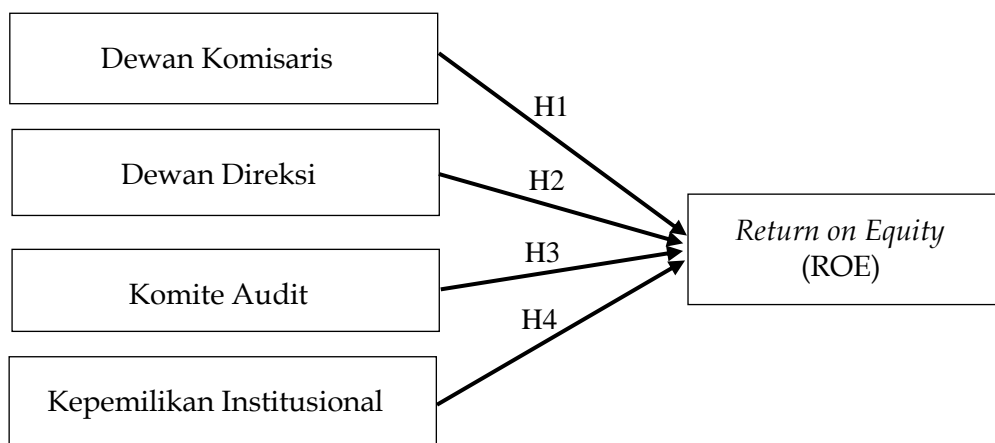 Dewan Komisaris
H1
Dewan Direksi
H2
Return on Equity
(ROE)
H3
Komite Audit
H4
Kepemilikan Institusional